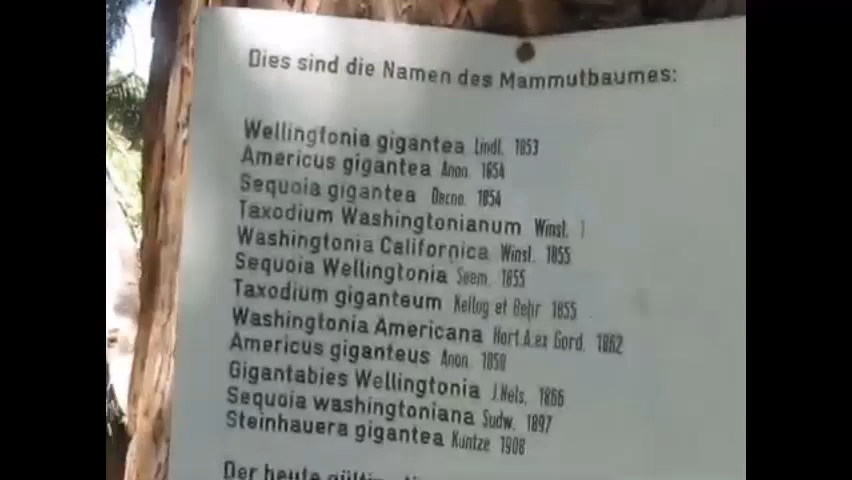 Dies sind die Namen des Mammutbaumes:
Wellingtonia gigantea Lindl. 1853
Americus gigantea Anon. 1654
Sequoia gigantea Decno. 1854
Taxodium Washingtonianum Winsl. 1
Washingtonia Californica Winsl. 1855
Sequoia Wellingtonia Seem. 1855
Taxodium giganteum Kellog et Behr 1855
Washingtonia Americana Hort.A.ex Gord. 1862
Americus giganteus Anon. 1858
Gigantabies Wellingtonia J.Nels. 1866
Sequoia washingtoniana Sudw. 1897
Steinhauera gigantea Kuntze 1908
Der heute